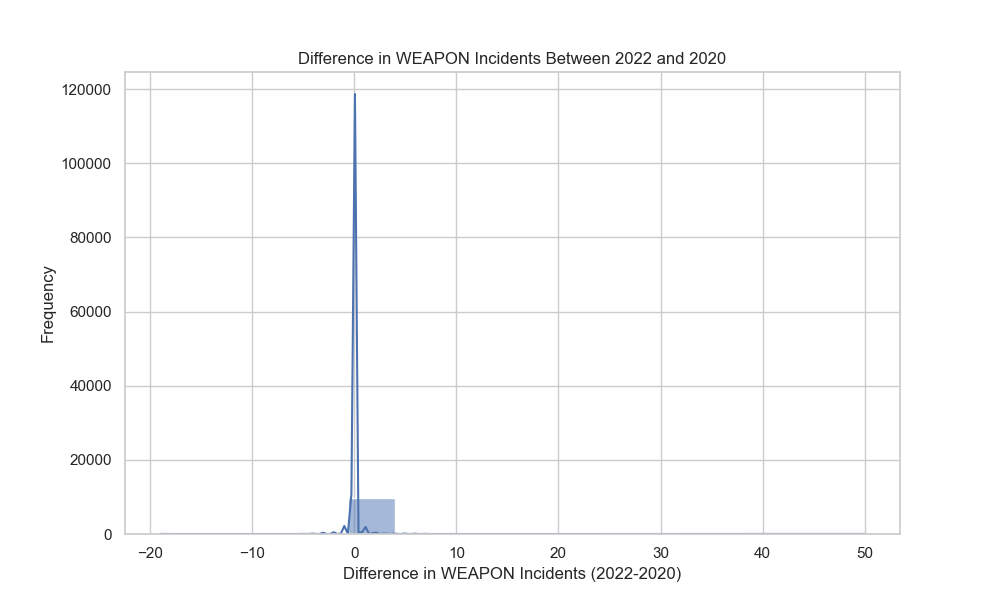 Difference in WEAPON Incidents Between 2022 and 2020
120000
100000
80000
60000
40000
20000
0
Frequency
−20 −10 0 10 20 30 40 50
Difference in WEAPON Incidents (2022-2020)